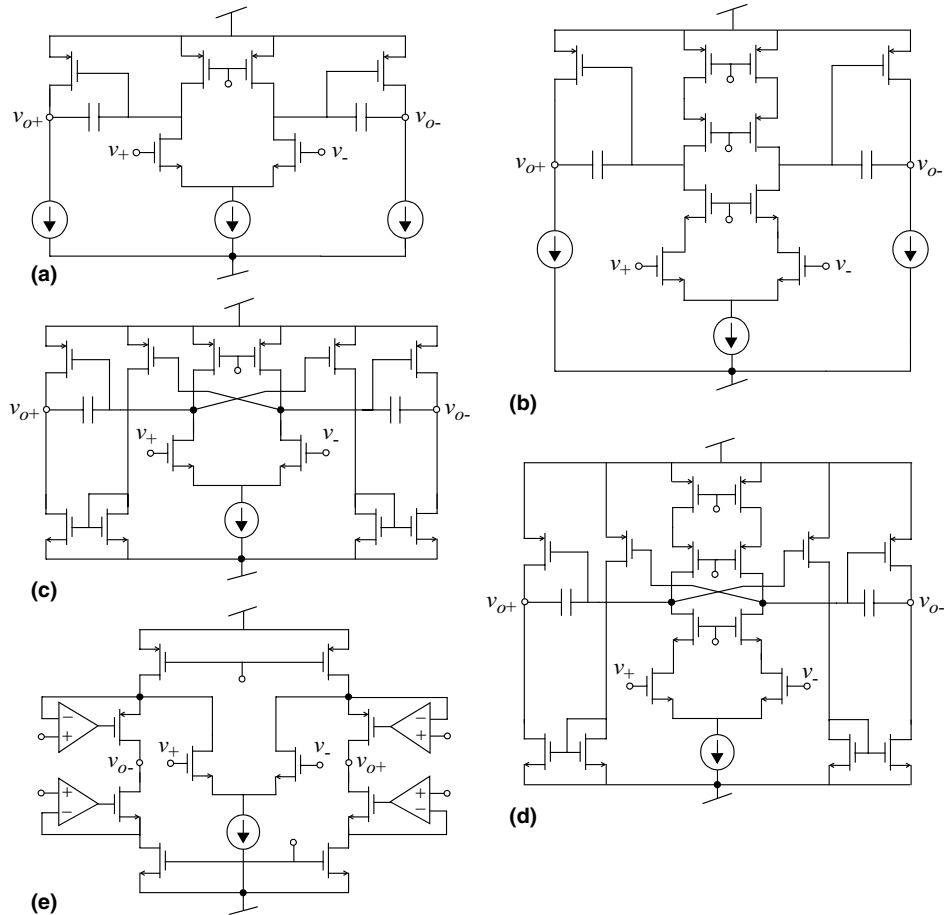 v_{o+}
v_{o-}
v_+
v_-
(a)
v_{o+}
v_{o-}
v_+
v_-
(b)
v_{o+}
v_{o-}
v_+
v_-
(c)
v_{o+}
v_{o-}
v_+
v_-
(d)
−
+
−
+
v_+
v_-
v_{o-}
v_{o+}
+
−
+
−
(e)